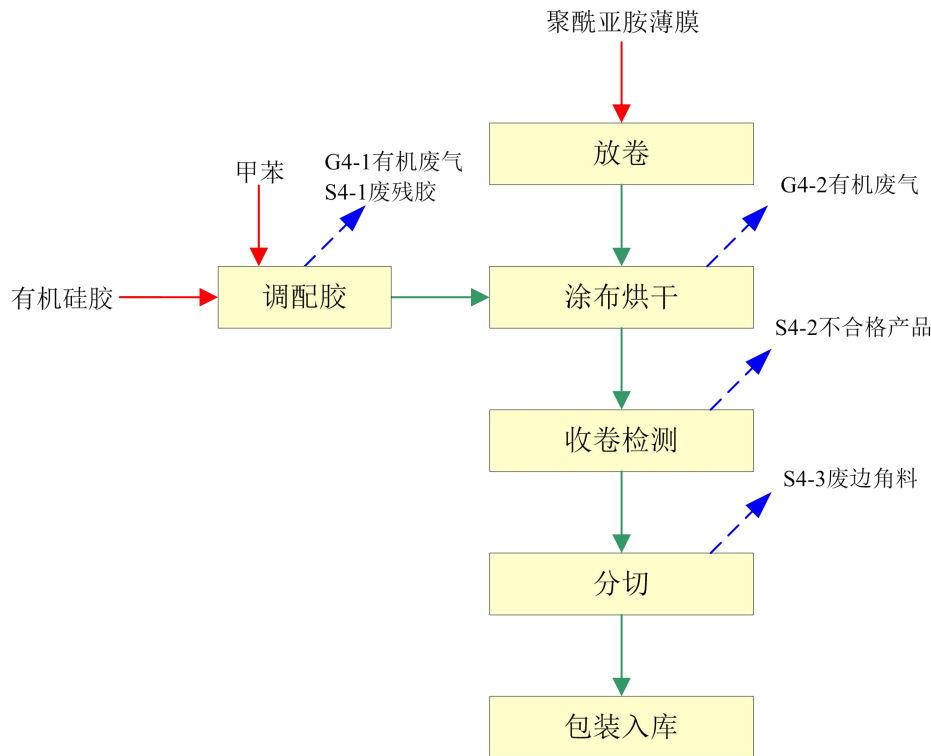 聚酰亚胺薄膜
放卷
甲苯
G4-1有机废气
S4-1废残胶
G4-2有机废气
有机硅胶
调配胶
涂布烘干
S4-2不合格产品
收卷检测
S4-3废边角料
分切
包装入库